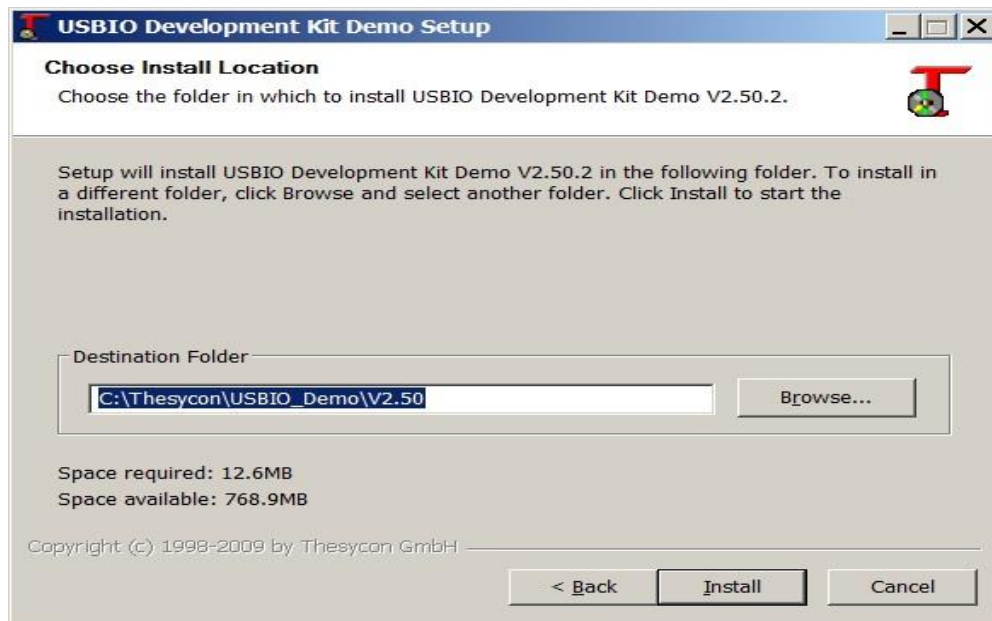 USBIO Development Kit Demo Setup
Choose Install Location
Choose the folder in which to install USBIO Development Kit Demo V2.50.2.
Setup will install USBIO Development Kit Demo V2.50.2 in the following folder. To install in
a different folder, click Browse and select another folder. Click Install to start the
installation.
Destination Folder
C:\Thesycon\USBIO_Demo\V2.50
Browse...
Space required: 12.6MB
Space available: 768.9MB
Copyright (c) 1998-2009 by Thesycon GmbH
< Back Install Cancel